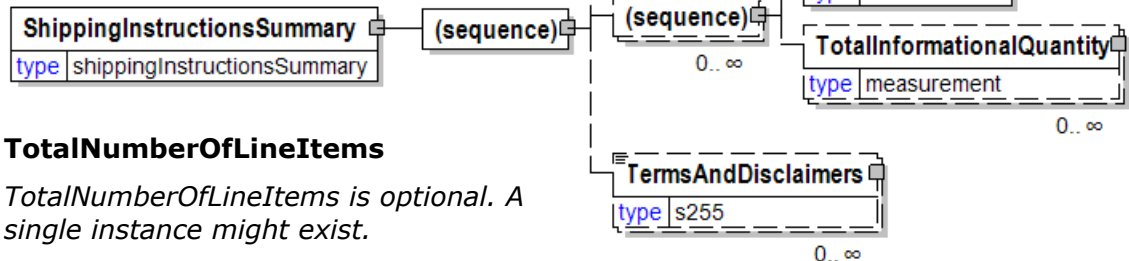 ShippingInstructionsSummary
type shippingInstructionsSummary
(sequence)
(sequence)
0.. ∞
TotalInformationalQuantity
type measurement
0.. ∞
TermsAndDisclaimers
type s255
0.. ∞
TotalNumberOfLineItems
TotalNumberOfLineItems is optional. A
single instance might exist.